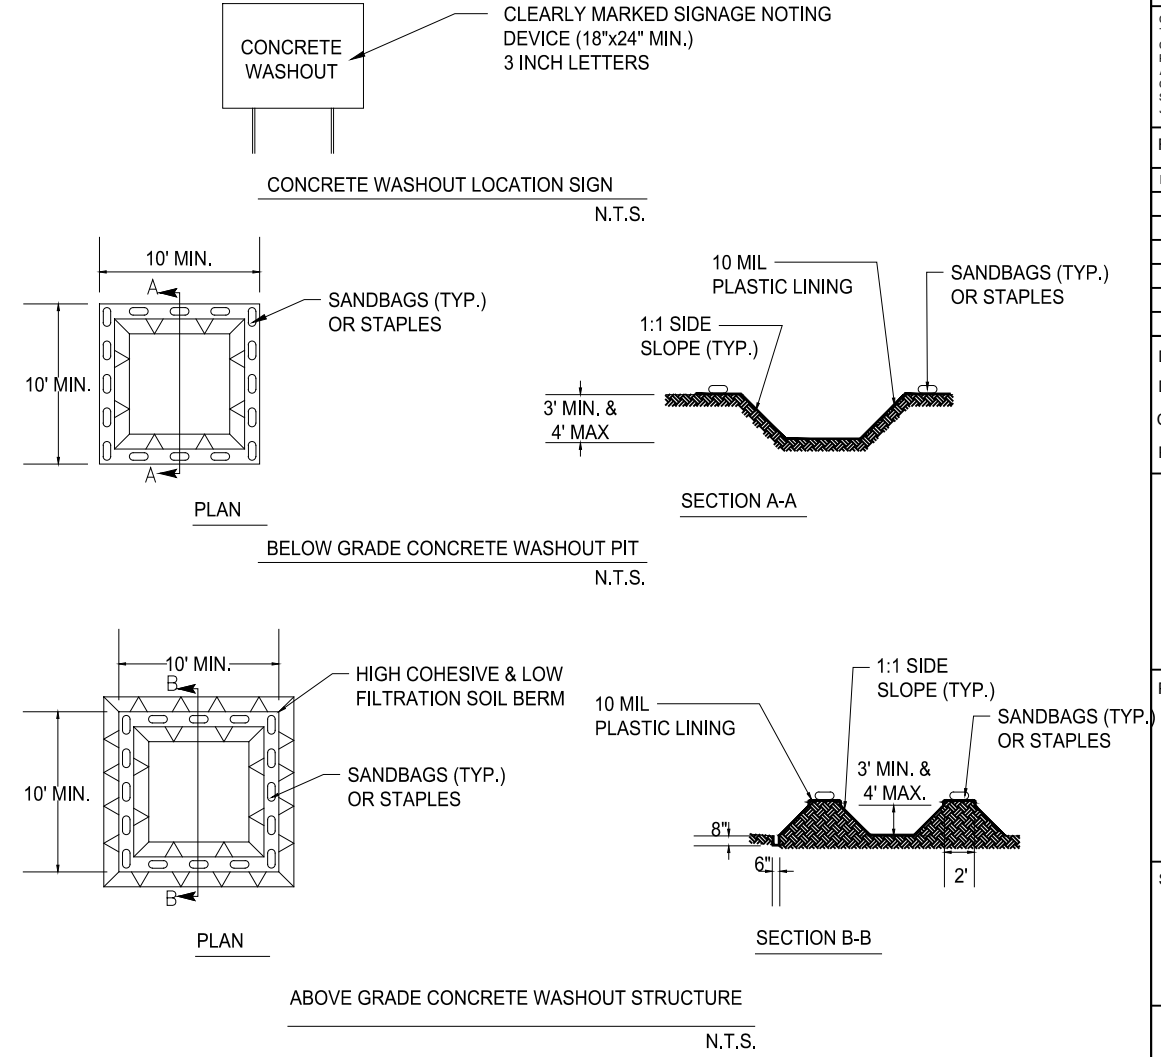 CONCRETE
WASHOUT
CLEARLY MARKED SIGNAGE NOTING
DEVICE (18"x24" MIN.)
3 INCH LETTERS
CONCRETE WASHOUT LOCATION SIGN
N.T.S.
10' MIN.
A
SANDBAGS (TYP.)
OR STAPLES
10' MIN.
A
PLAN
10 MIL
PLASTIC LINING
SANDBAGS (TYP.)
OR STAPLES
1:1 SIDE
SLOPE (TYP.)
3' MIN. &
4' MAX
SECTION A-A
BELOW GRADE CONCRETE WASHOUT PIT
N.T.S.
10' MIN.
B
HIGH COHESIVE & LOW
FILTRATION SOIL BERM
SANDBAGS (TYP.)
OR STAPLES
10' MIN.
B
PLAN
1:1 SIDE
SLOPE (TYP.)
10 MIL
PLASTIC LINING
SANDBAGS (TYP.)
OR STAPLES
3' MIN. &
4' MAX.
8"
6"
2'
SECTION B-B
ABOVE GRADE CONCRETE WASHOUT STRUCTURE
N.T.S.